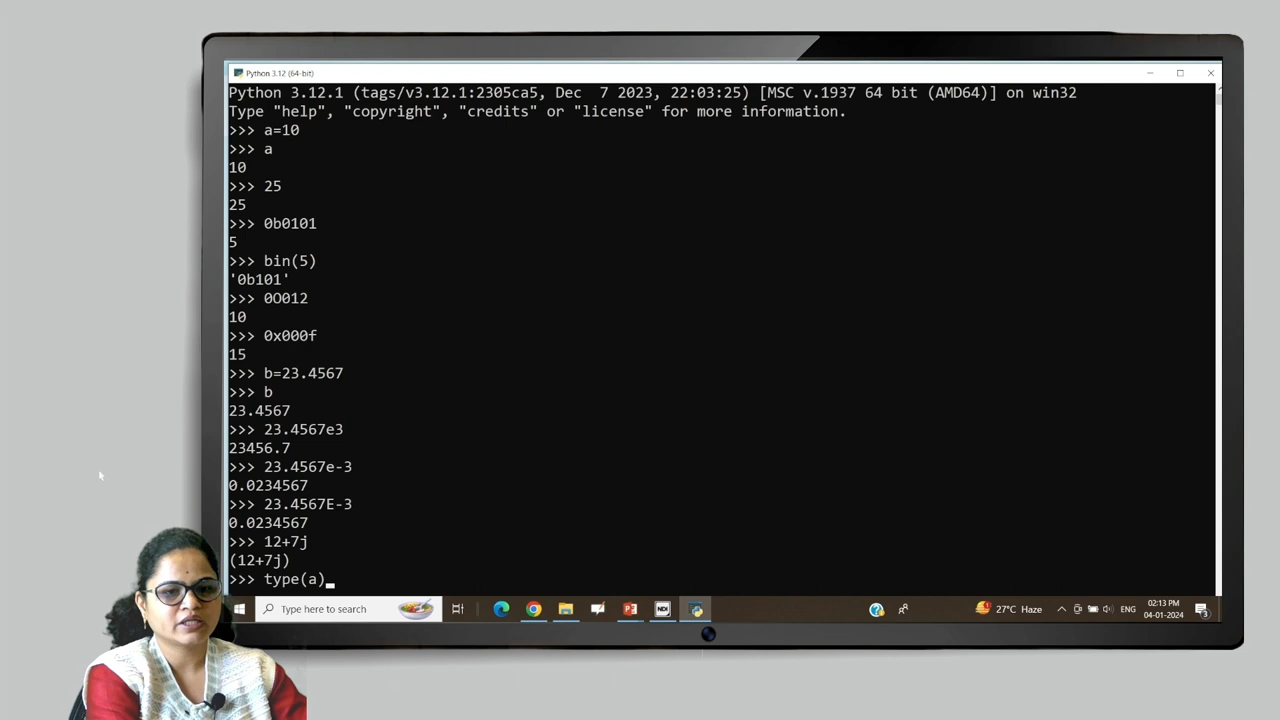 Python 3.12 (64-bit)
Python 3.12.1 (tags/v3.12.1:2305ca5, Dec  7 2023, 22:03:25) [MSC v.1937 64 bit (AMD64)] on win32
Type "help", "copyright", "credits" or "license" for more information.
>>> a=10
>>> a
10
>>> 25
25
>>> 0b0101
5
>>> bin(5)
'0b101'
>>> 0O012
10
>>> 0x000f
15
>>> b=23.4567
>>> b
23.4567
>>> 23.4567e3
23456.7
>>> 23.4567e-3
0.0234567
>>> 23.4567E-3
0.0234567
>>> 12+7j
(12+7j)
>>> type(a)
Type here to search
27°C Haze
ENG
02:13 PM
04-01-2024
3